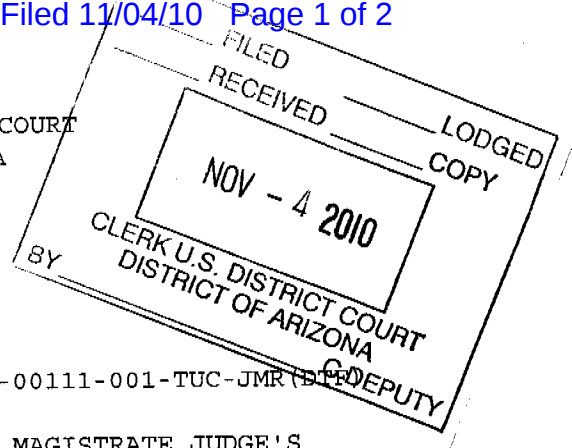 Filed 11/04/10 Page 1 of 2
FILED LODGED
RECEIVED COPY
COURT
A
NOV - 4 2010
CLERK U.S. DISTRICT COURT
DISTRICT OF ARIZONA
BY DEPUTY
-00111-001-TUC-JMR(DTF)
MAGISTRATE JUDGE'S